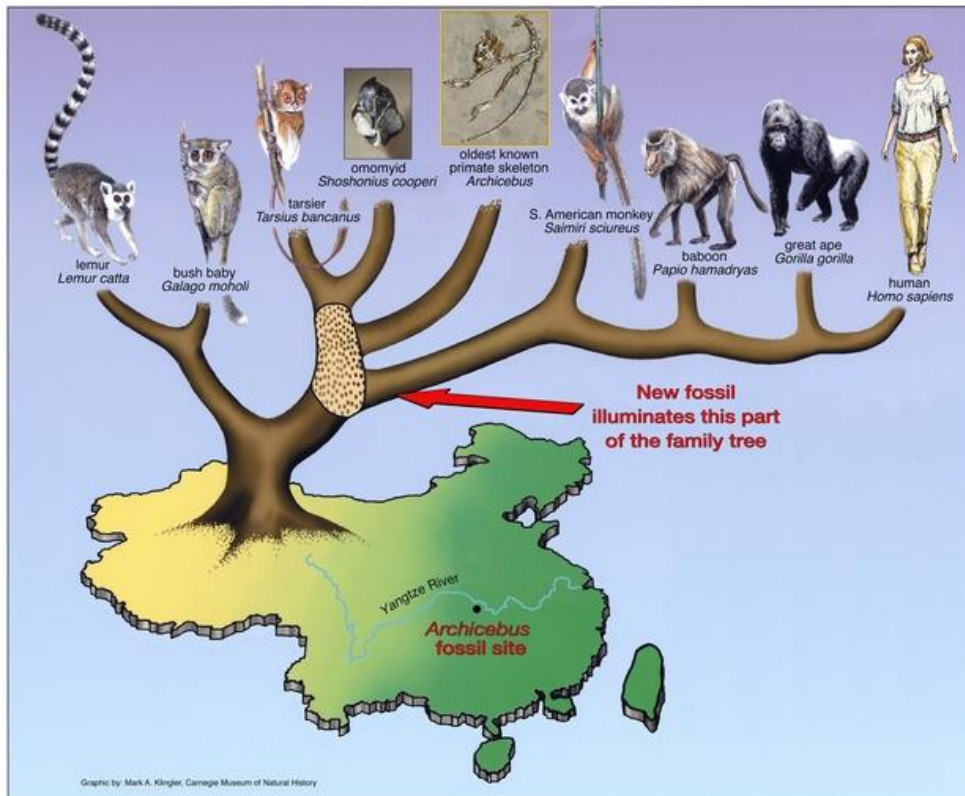 lemur
Lemur catta
bush baby
Galago moholi
tarsier
Tarsius bancanus
omomyid
Shoshonius cooperi
oldest known
primate skeleton
Archicebus
S. American monkey
Saimiri sciureus
baboon
Papio hamadryas
great ape
Gorilla gorilla
human
Homo sapiens
New fossil
illuminates this part
of the family tree
Yangtze River
Archicebus
fossil site
Graphic by: Mark A. Klingler, Carnegie Museum of Natural History